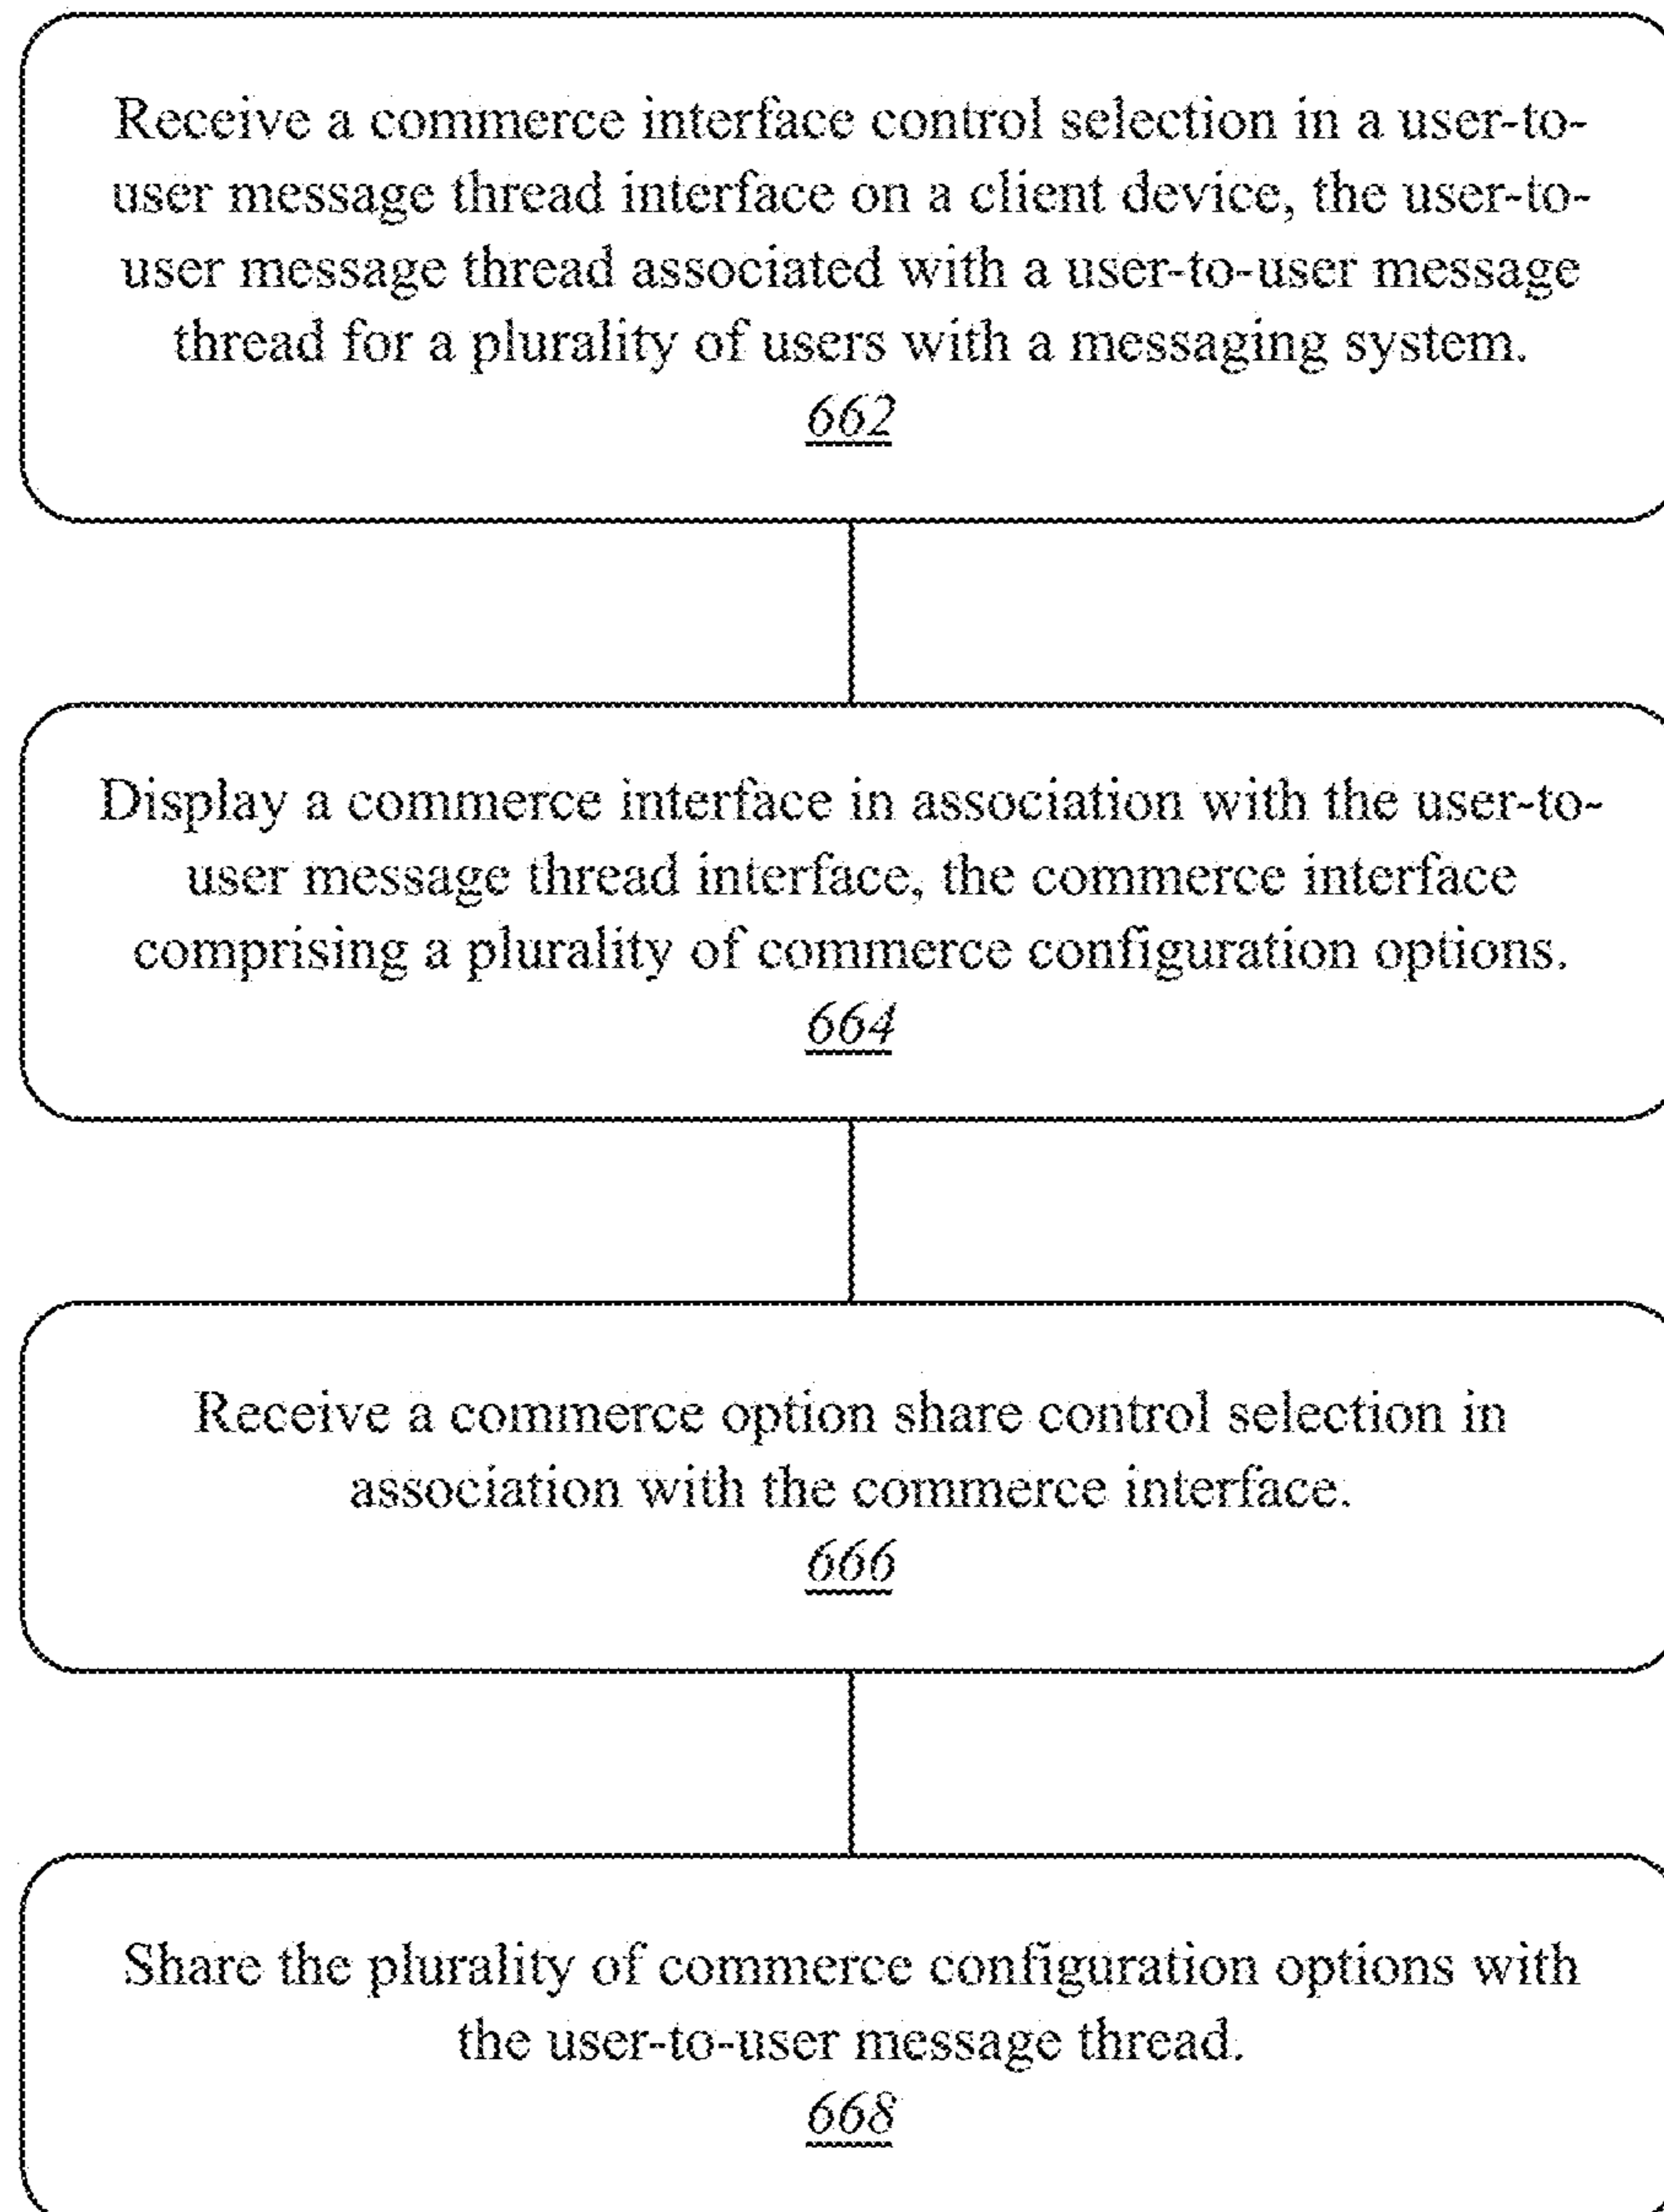 Receive a commerce interface control selection in a user-to-
user message thread interface on a client device, the user-to-
user message thread associated with a user-to-user message
thread for a plurality of users with a messaging system.
662
Display a commerce interface in association with the user-to-
user message thread interface, the commerce interface
comprising a plurality of commerce configuration options.
664
Receive a commerce option share control selection in
association with the commerce interface.
666
Share the plurality of commerce configuration options with
the user-to-user message thread.
668